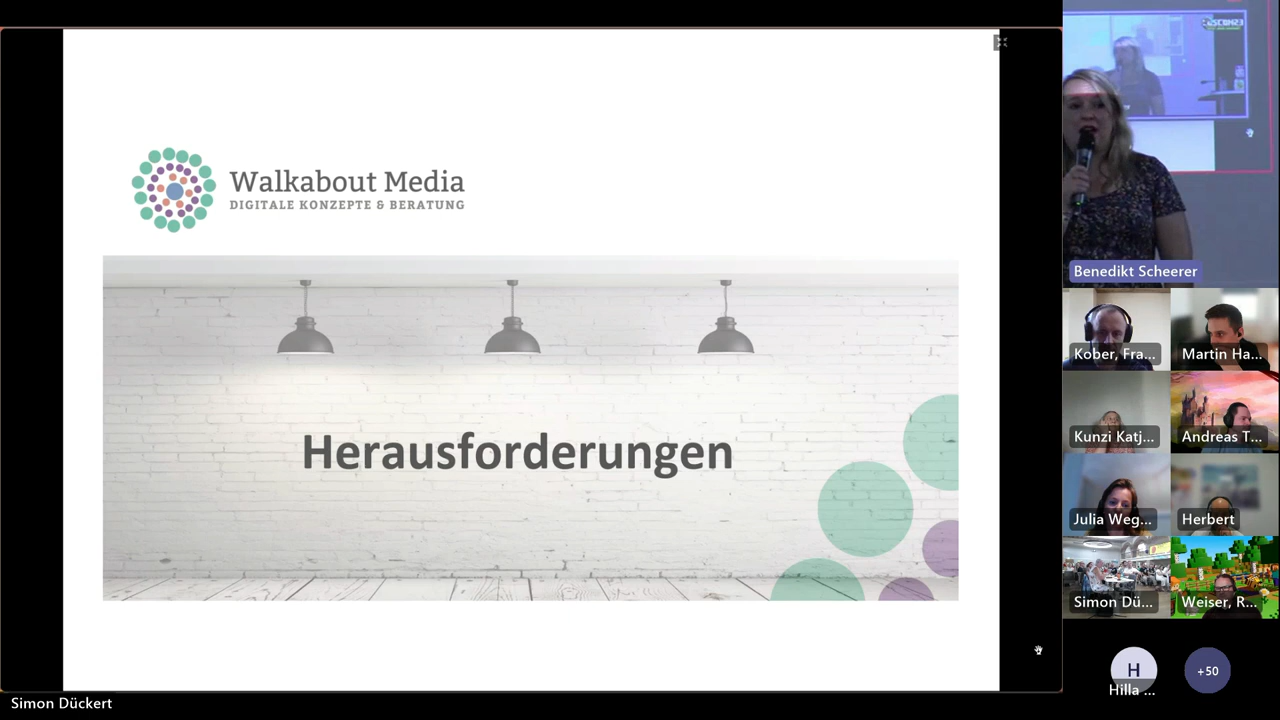 Walkabout Media
DIGITALE KONZEPTE & BERATUNG
Herausforderungen
Simon Dückert
Benedikt Scheerer
Kober, Fra...
Martin Ha...
Kunzi Katj...
Andreas T...
Julia Weg...
Herbert
Simon Dü...
Weiser, R...
H
Hilla ...
+50